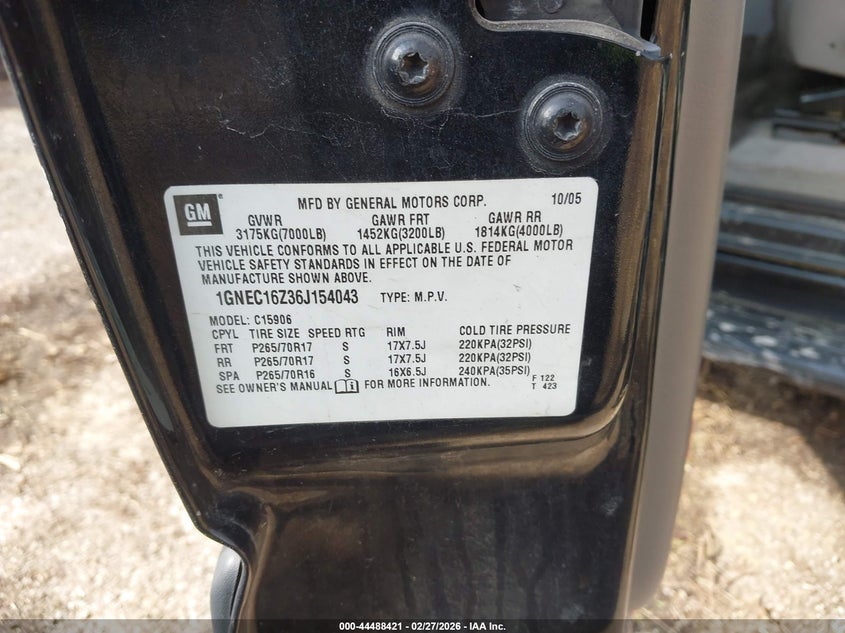 GM
MFD BY GENERAL MOTORS CORP. 10/05
GVWR GAWR FRT GAWR RR
3175KG(7000LB) 1452KG(3200LB) 1814KG(4000LB)
THIS VEHICLE CONFORMS TO ALL APPLICABLE U.S. FEDERAL MOTOR
VEHICLE SAFETY STANDARDS IN EFFECT ON THE DATE OF
MANUFACTURE SHOWN ABOVE.
1GNEC16Z36J154043 TYPE: M.P.V.
MODEL: C15906
CPYL TIRE SIZE SPEED RTG RIM COLD TIRE PRESSURE
FRT P265/70R17 S 17X7.5J 220KPA(32PSI)
RR P265/70R17 S 17X7.5J 220KPA(32PSI)
SPA P265/70R16 S 16X6.5J 240KPA(35PSI)
SEE OWNER'S MANUAL FOR MORE INFORMATION.
F 122
T 423
000-44488421 | 02/27/2026 - IAA Inc.